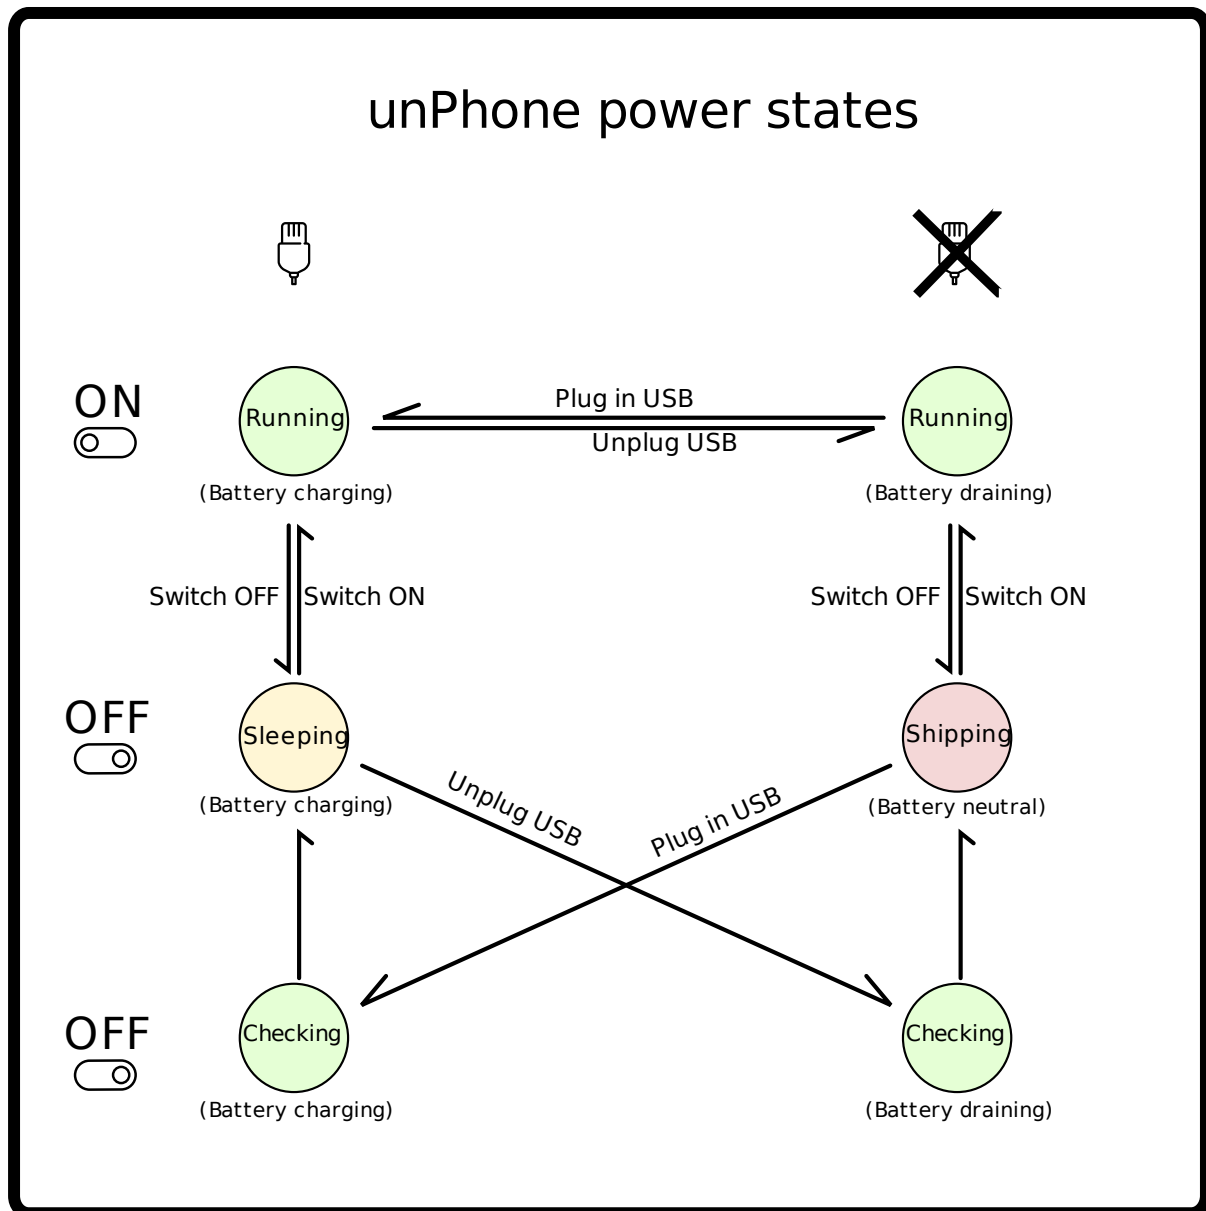 unPhone power states
ON
Running
Plug in USB
Unplug USB
Running
(Battery charging)
(Battery draining)
Switch OFF
Switch ON
Switch OFF
Switch ON
OFF
Sleeping
Shipping
(Battery charging)
(Battery neutral)
Unplug USB
Plug in USB
OFF
Checking
Checking
(Battery charging)
(Battery draining)